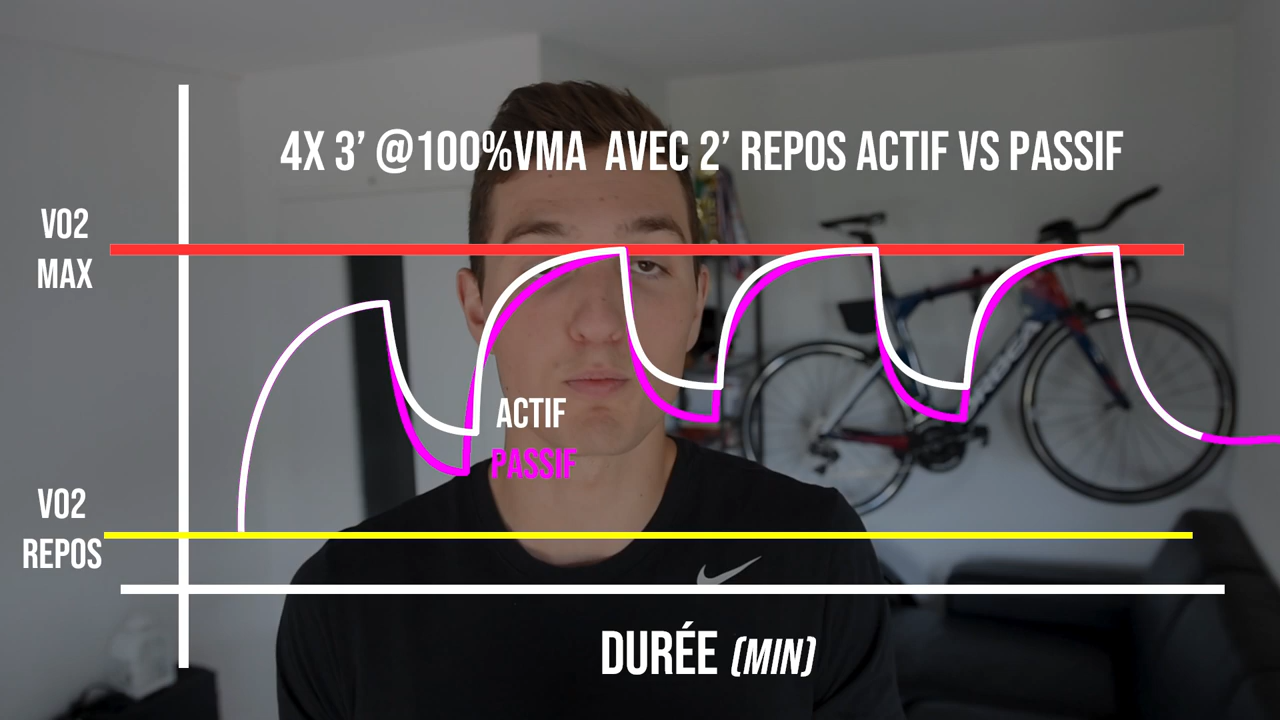 4X 3' @100%VMA AVEC 2' REPOS ACTIF VS PASSIF
VO2
MAX
ACTIF
PASSIF
VO2
REPOS
DURÉE (MIN)